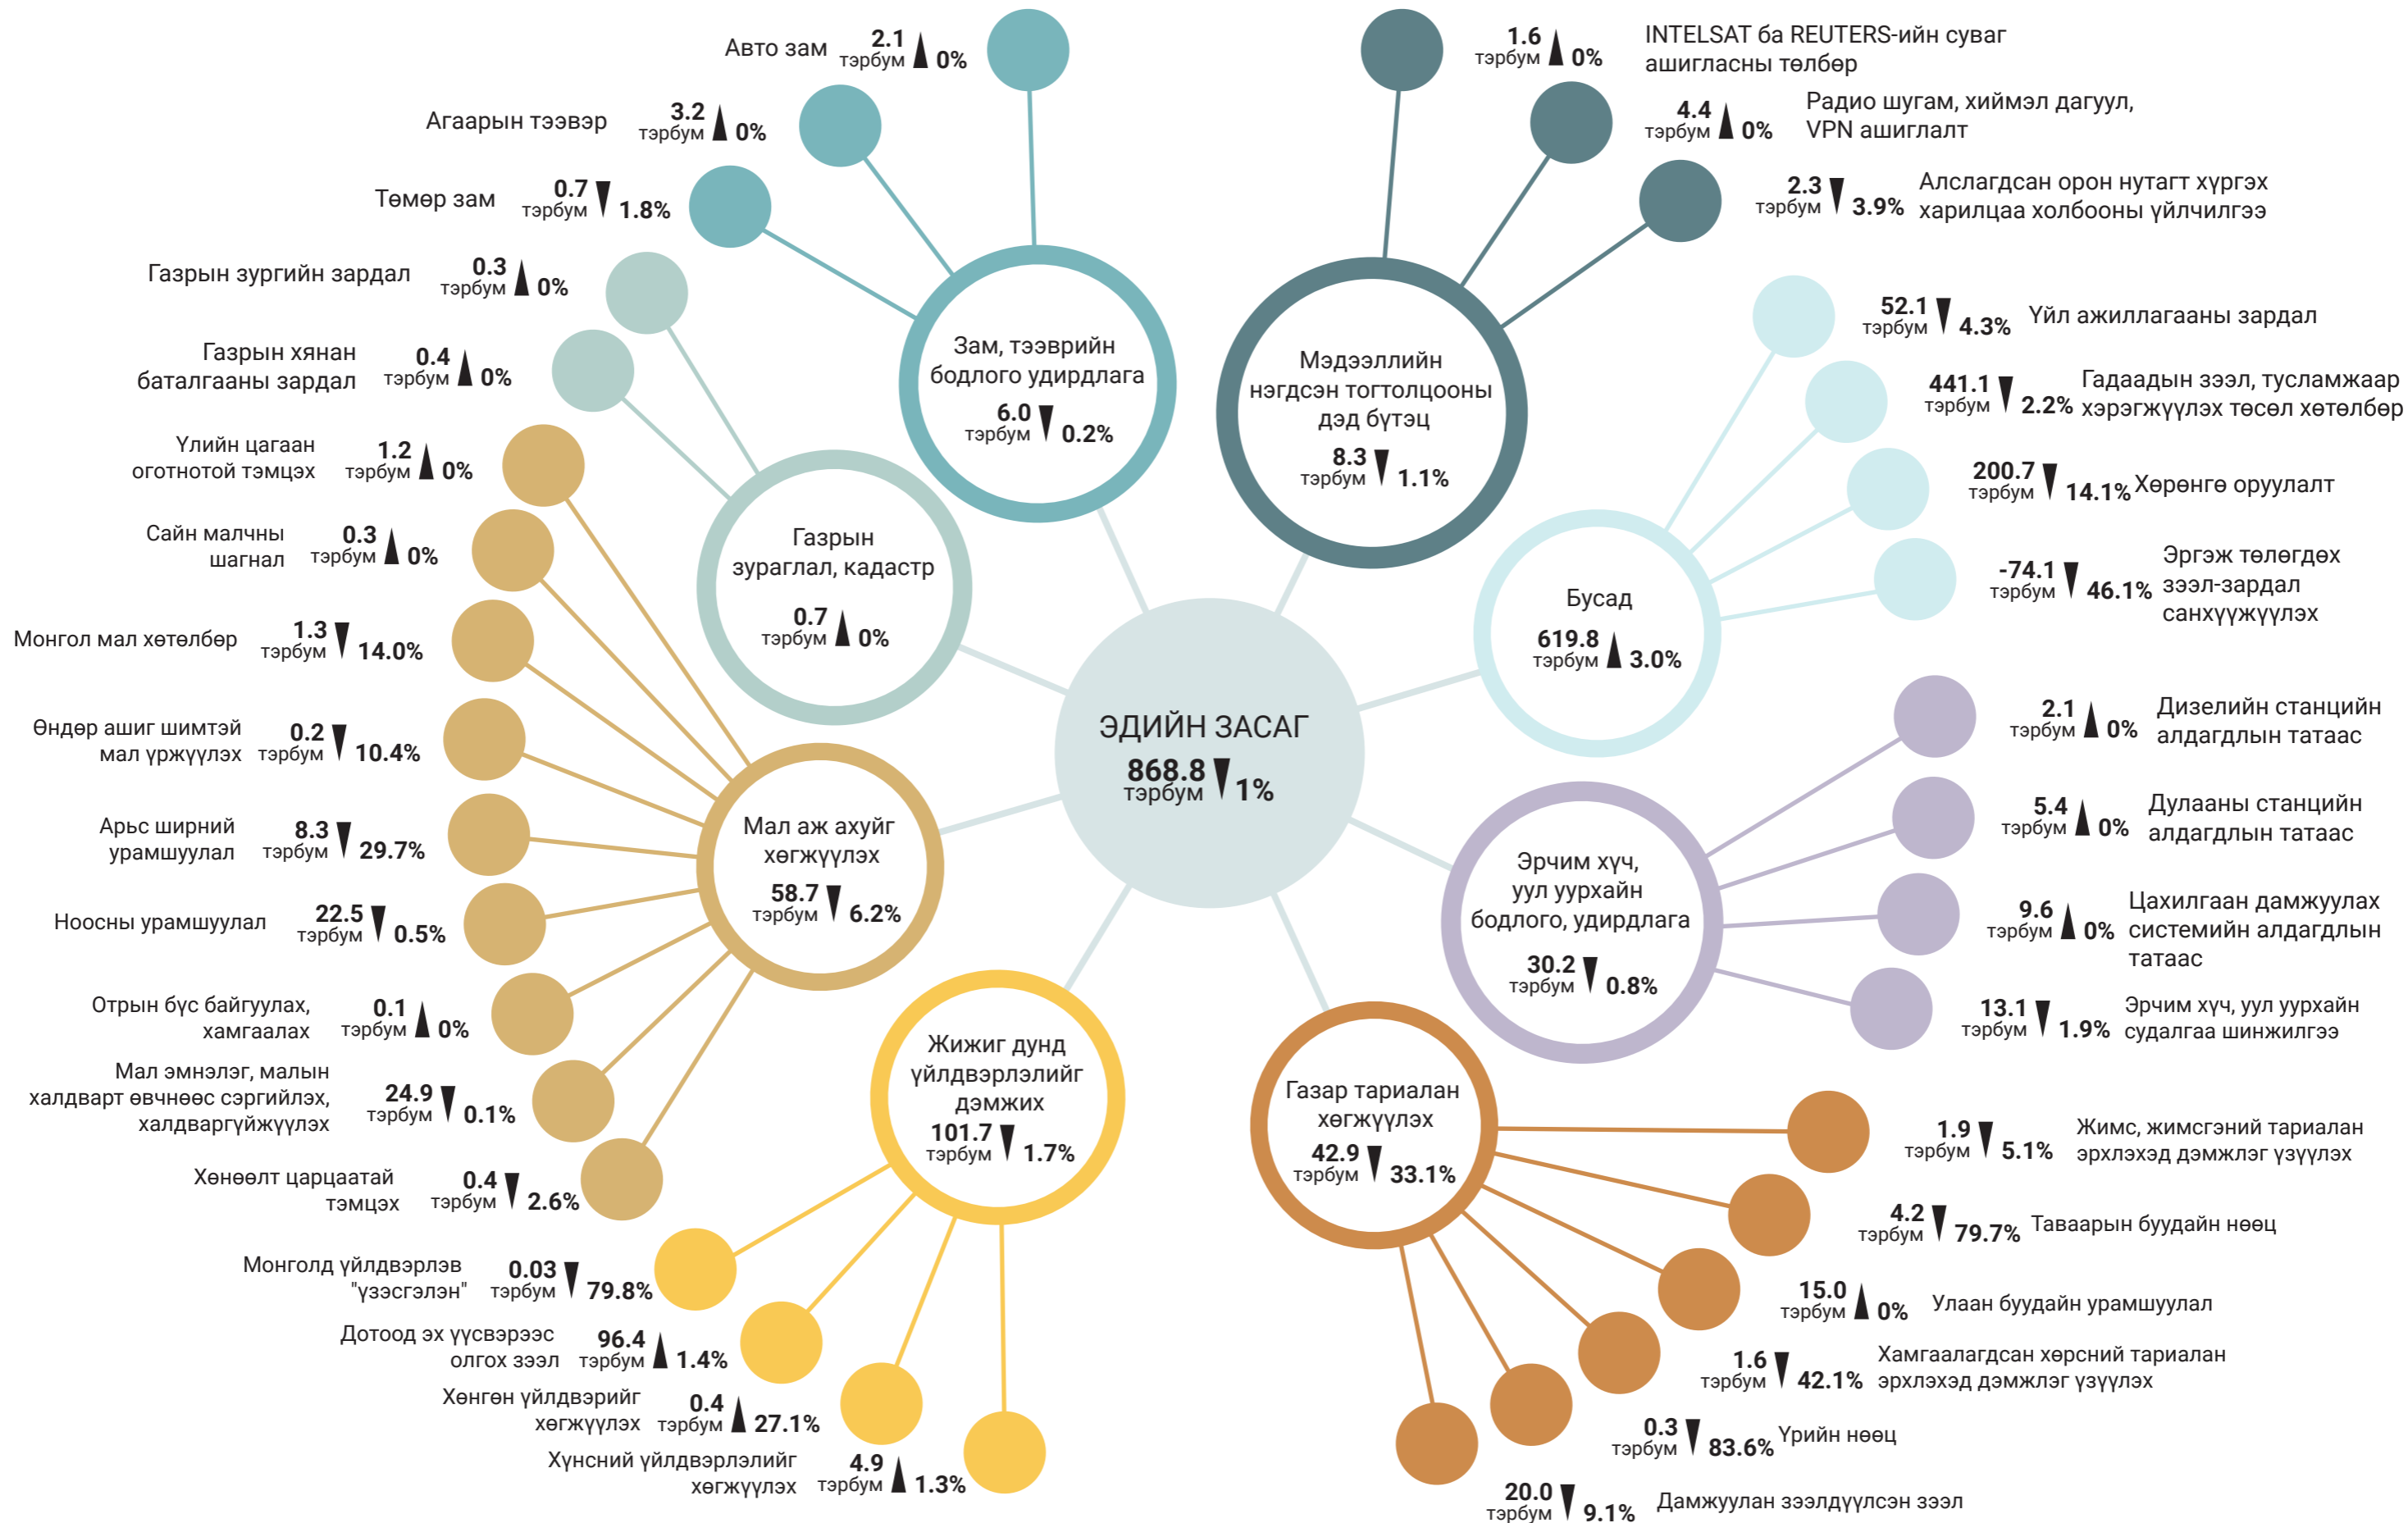 ЭДИЙН ЗАСАГ
868.8
тэрбум
1%
Зам, тээврийн
бодлого удирдлага
6.0
тэрбум
0.2%
Авто зам
2.1
тэрбум
0%
Агаарын тээвэр
3.2
тэрбум
0%
Төмөр зам
0.7
тэрбум
1.8%
Газрын
зураглал, кадастр
0.7
тэрбум
0%
Газрын зургийн зардал
0.3
тэрбум
0%
Газрын хянан
баталгааны зардал
0.4
тэрбум
0%
Мал аж ахуйг
хөгжүүлэх
58.7
тэрбум
6.2%
Үлийн цагаан
оготнотой тэмцэх
1.2
тэрбум
0%
Сайн малчны
шагнал
0.3
тэрбум
0%
Монгол мал хөтөлбөр
1.3
тэрбум
14.0%
Өндөр ашиг шимтэй
мал үржүүлэх
0.2
тэрбум
10.4%
Арьс ширний
урамшуулал
8.3
тэрбум
29.7%
Ноосны урамшуулал
22.5
тэрбум
0.5%
Отрын бүс байгуулах,
хамгаалах
0.1
тэрбум
0%
Мал эмнэлэг, малын
халдварт өвчнөөс сэргийлэх,
халдваргүйжүүлэх
24.9
тэрбум
0.1%
Хөнөөлт царцаатай
тэмцэх
0.4
тэрбум
2.6%
Жижиг дунд
үйлдвэрлэлийг
дэмжих
101.7
тэрбум
1.7%
Монголд үйлдвэрлэв
"үзэсгэлэн"
0.03
тэрбум
79.8%
Дотоод эх үүсвэрээс
олгох зээл
96.4
тэрбум
1.4%
Хөнгөн үйлдвэрийг
хөгжүүлэх
0.4
тэрбум
27.1%
Хүнсний үйлдвэрлэлийг
хөгжүүлэх
4.9
тэрбум
1.3%
Мэдээллийн
нэгдсэн тогтолцооны
дэд бүтэц
8.3
тэрбум
1.1%
1.6
тэрбум
0%
INTELSAT ба REUTERS-ийн суваг
ашигласны төлбөр
4.4
тэрбум
0%
Радио шугам, хиймэл дагуул,
VPN ашиглалт
2.3
тэрбум
3.9%
Алслагдсан орон нутагт хүргэх
харилцаа холбооны үйлчилгээ
Бусад
619.8
тэрбум
3.0%
52.1
тэрбум
4.3%
Үйл ажиллагааны зардал
441.1
тэрбум
2.2%
Гадаадын зээл, тусламжаар
хэрэгжүүлэх төсөл хөтөлбөр
200.7
тэрбум
14.1%
Хөрөнгө оруулалт
-74.1
тэрбум
46.1%
Эргэж төлөгдөх
зээл-зардал
санхүүжүүлэх
Эрчим хүч,
уул уурхайн
бодлого, удирдлага
30.2
тэрбум
0.8%
2.1
тэрбум
0%
Дизелийн станцийн
алдагдлын татаас
5.4
тэрбум
0%
Дулааны станцийн
алдагдлын татаас
9.6
тэрбум
0%
Цахилгаан дамжуулах
системийн алдагдлын
татаас
13.1
тэрбум
1.9%
Эрчим хүч, уул уурхайн
судалгаа шинжилгээ
Газар тариалан
хөгжүүлэх
42.9
тэрбум
33.1%
1.9
тэрбум
5.1%
Жимс, жимсгэний тариалан
эрхлэхэд дэмжлэг үзүүлэх
4.2
тэрбум
79.7%
Таваарын буудайн нөөц
15.0
тэрбум
0%
Улаан буудайн урамшуулал
1.6
тэрбум
42.1%
Хамгаалагдсан хөрсний тариалан
эрхлэхэд дэмжлэг үзүүлэх
0.3
тэрбум
83.6%
Үрийн нөөц
20.0
тэрбум
9.1%
Дамжуулан зээлдүүлсэн зээл